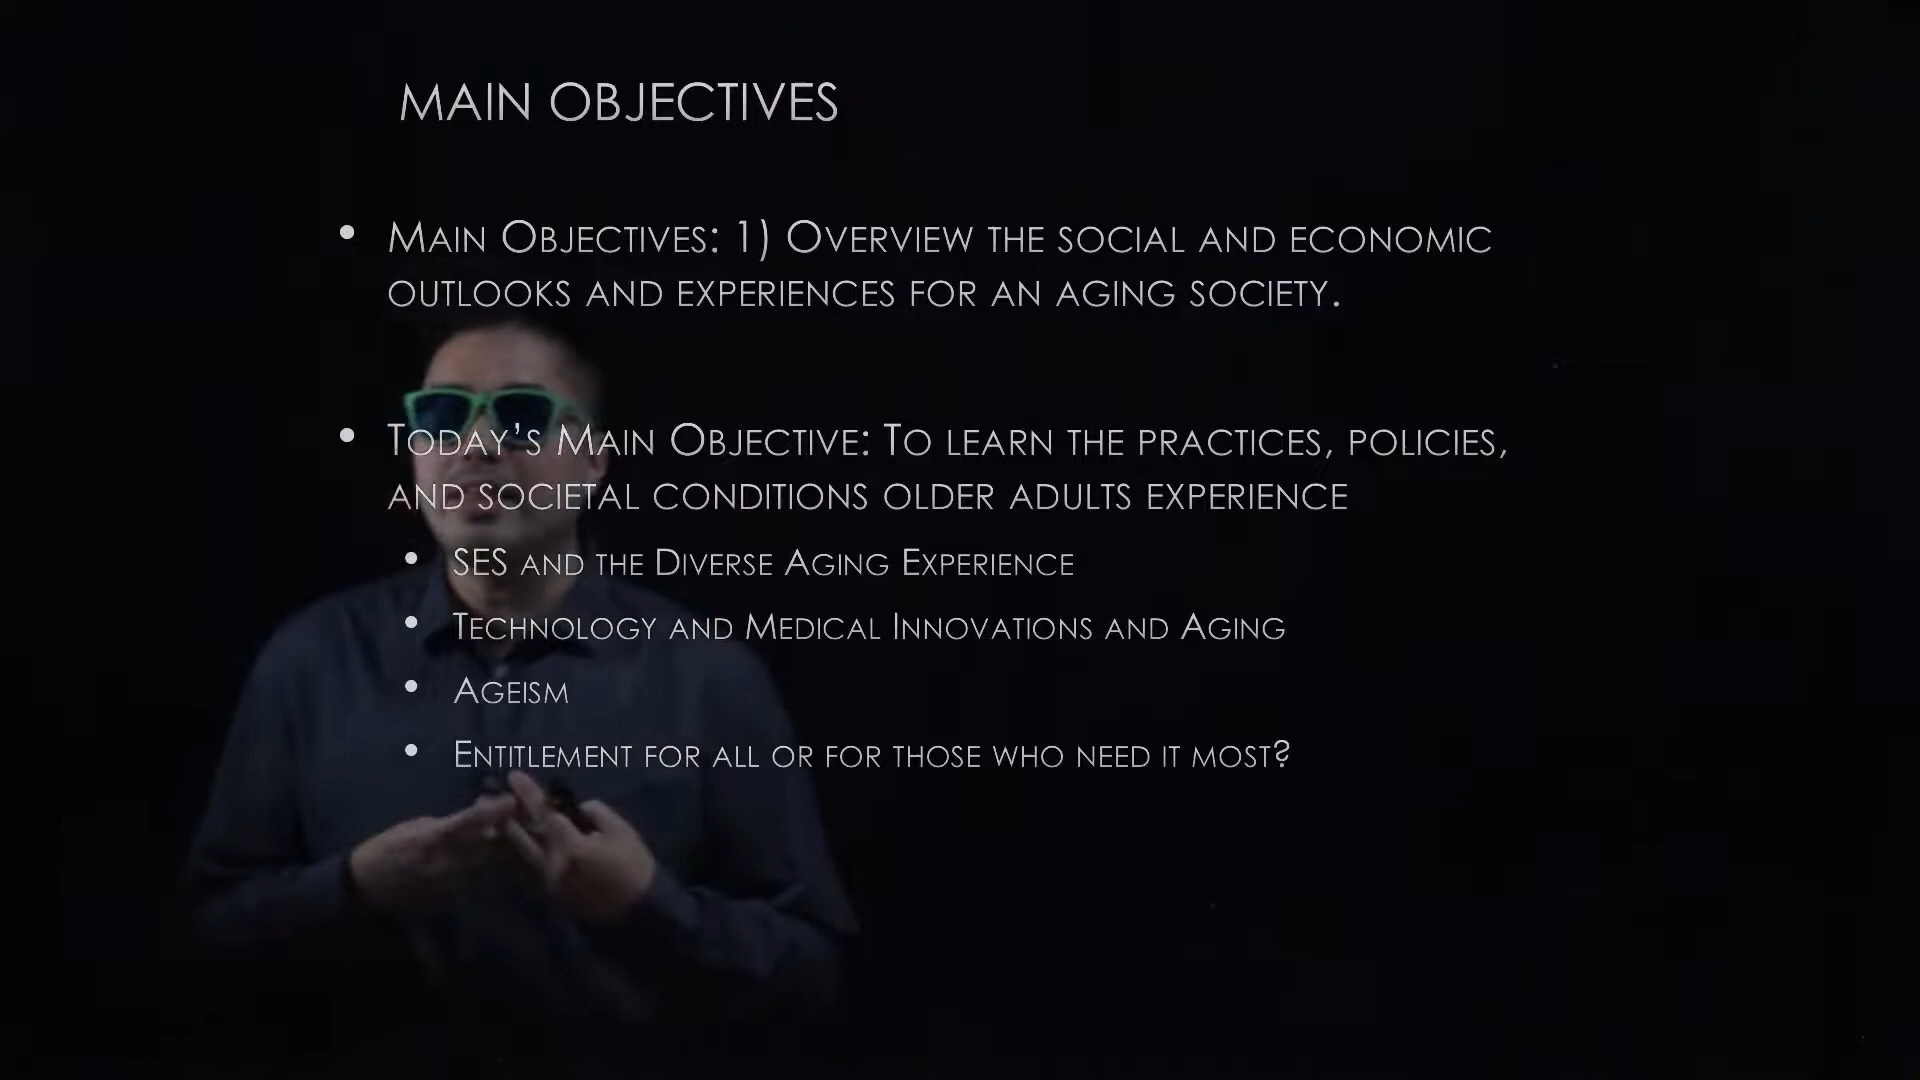 MAIN OBJECTIVES
• Main Objectives: 1) Overview the social and economic
outlooks and experiences for an aging society.
• Today’s Main Objective: To learn the practices, policies,
and societal conditions older adults experience
• SES and the Diverse Aging Experience
• Technology and Medical Innovations and Aging
• Ageism
• Entitlement for all or for those who need it most?